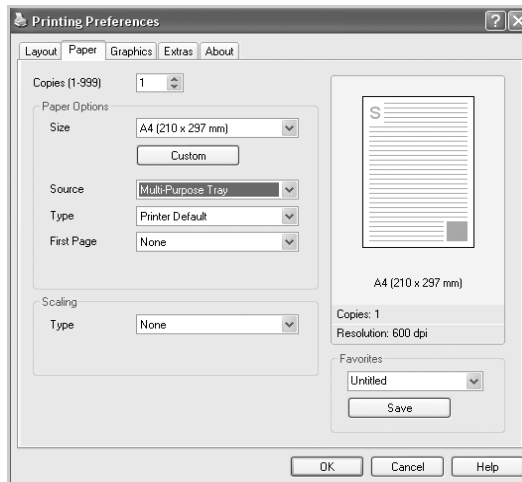 Printing Preferences
Layout Paper Graphics Extras About
Copies (1-999) 1
Paper Options
Size A4 (210 x 297 mm)
Custom
Source Multi-Purpose Tray
Type Printer Default
First Page None
Scaling
Type None
S
A4 (210 x 297 mm)
Copies: 1
Resolution: 600 dpi
Favorites
Untitled
Save
OK Cancel Help